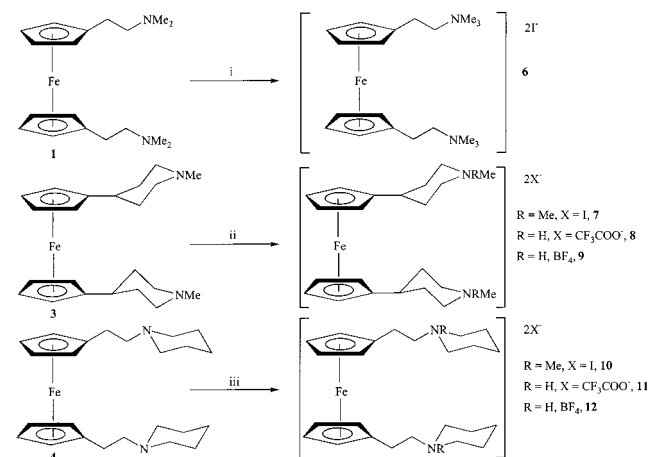 NMe₂
NMe₃
2I⁻
Fe
i
Fe
6
NMe₂
NMe₃
1
NMe
NRMe
2X⁻
R = Me, X = I, 7
Fe
ii
Fe
R = H, X = CF₃COO⁻, 8
R = H, BF₄, 9
NMe
NRMe
3
N
NR
2X⁻
R = Me, X = I, 10
Fe
iii
Fe
R = H, X = CF₃COO⁻, 11
R = H, BF₄, 12
N
NR